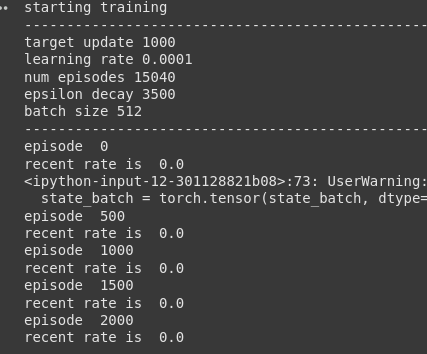 starting training
------------------------------------------------
target update 1000
learning rate 0.0001
num episodes 15040
epsilon decay 3500
batch size 512
------------------------------------------------
episode  0
recent rate is  0.0
<ipython-input-12-301128821b08>:73: UserWarning:
  state_batch = torch.tensor(state_batch, dtype=
episode  500
recent rate is  0.0
episode  1000
recent rate is  0.0
episode  1500
recent rate is  0.0
episode  2000
recent rate is  0.0